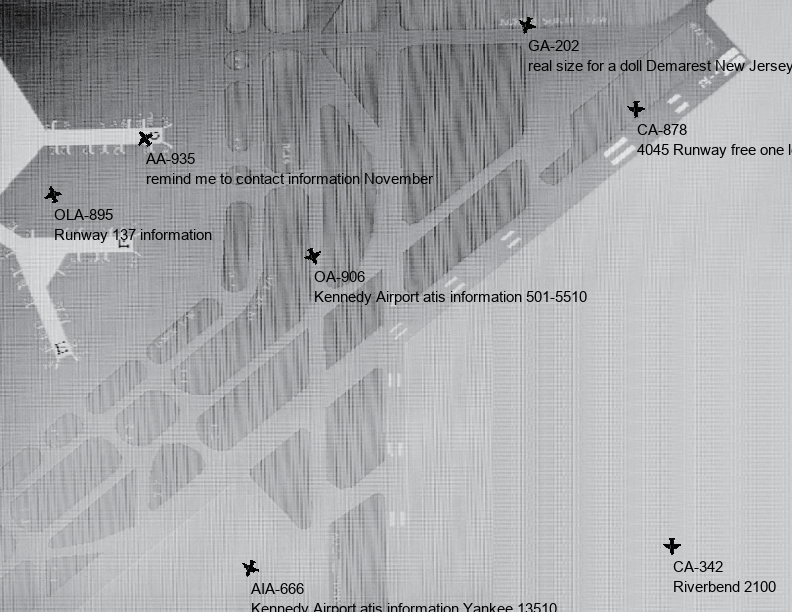 GA-202
real size for a doll Demarest New Jersey
CA-878
4045 Runway free one
AA-935
remind me to contact information November
OLA-895
Runway 137 information
OA-906
Kennedy Airport atis information 501-5510
CA-342
Riverbend 2100
AIA-666
Kennedy Airport atis information Yankee 13510